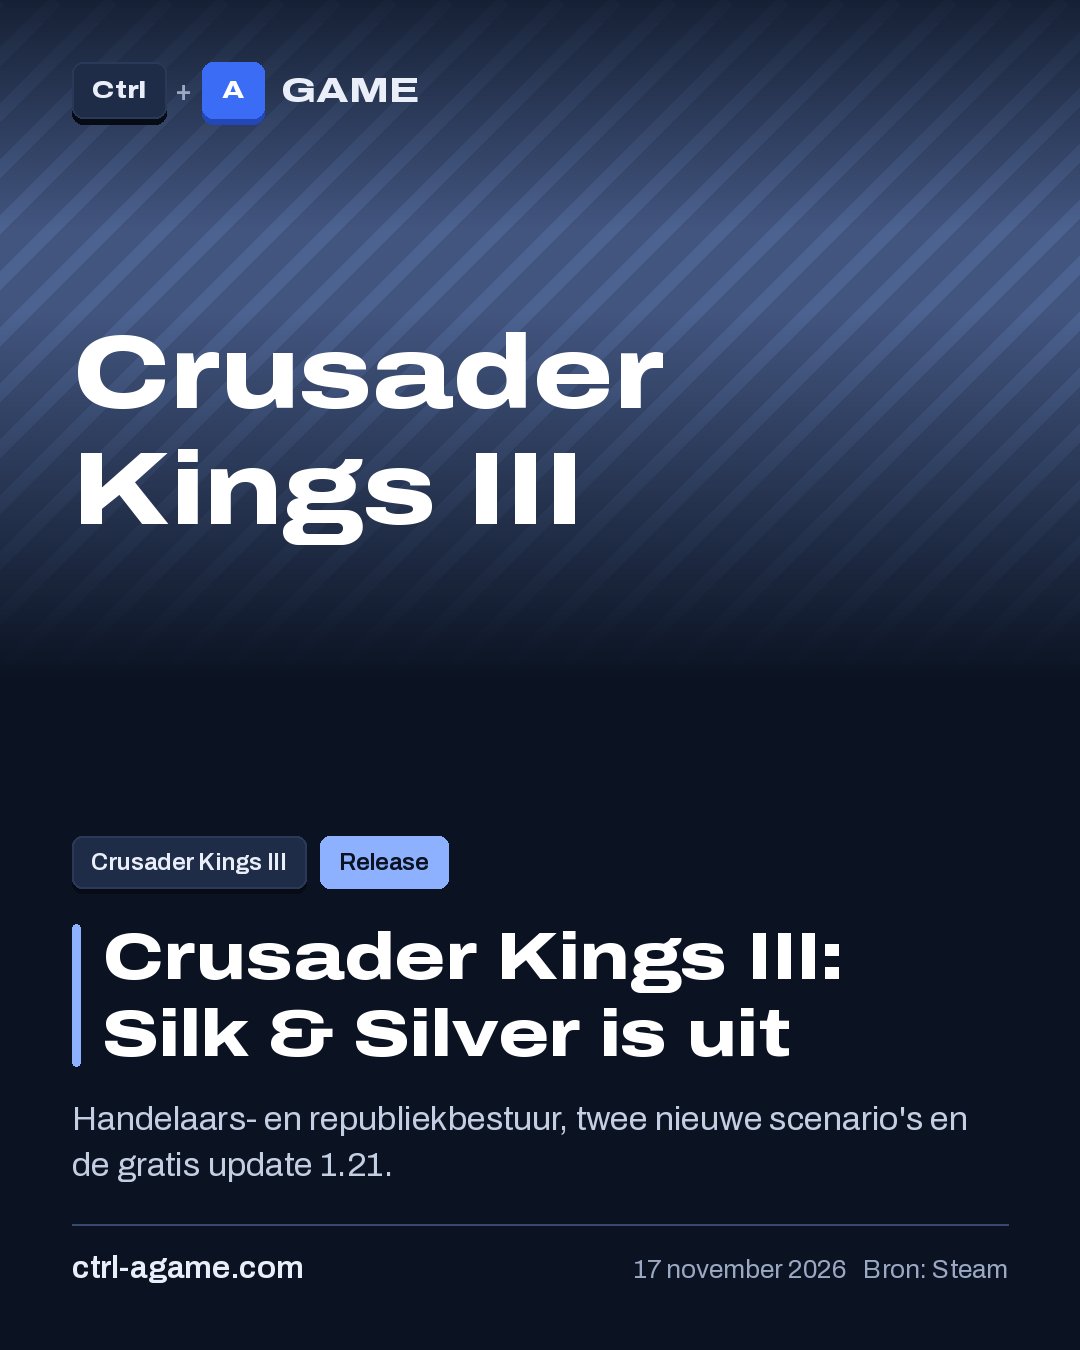 Ctrl + A GAME
Crusader
Kings III
Crusader Kings III Release
Crusader Kings III:
Silk & Silver is uit
Handelaars- en republiekbestuur, twee nieuwe scenario's en
de gratis update 1.21.
ctrl-agame.com 17 november 2026 Bron: Steam